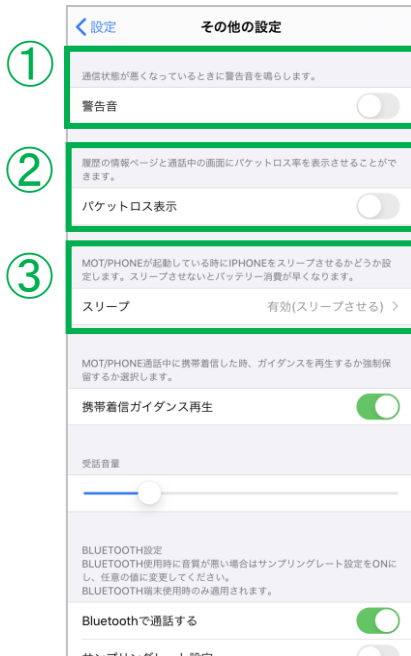 設定
その他の設定
①
通信状態が悪くなっているときに警告音を鳴らします。
警告音
②
履歴の情報ページと通話中の画面にパケットロス率を表示させることがで
きます。
パケットロス表示
③
MOT/PHONEが起動している時にIPHONEをスリープさせるかどうか設
定します。スリープさせないとバッテリー消費が早くなります。
スリープ 有効(スリープさせる)
MOT/PHONE通話中に携帯着信した時、ガイダンスを再生するか強制保
留するか選択します。
携帯着信ガイダンス再生
受話音量
BLUETOOTH設定
BLUETOOTH使用時に音質が悪い場合はサンプリングレート設定をONに
し、任意の値に変更してください。
BLUETOOTH端末使用時のみ適用されます。
Bluetoothで通話する
サンプリングレート設定